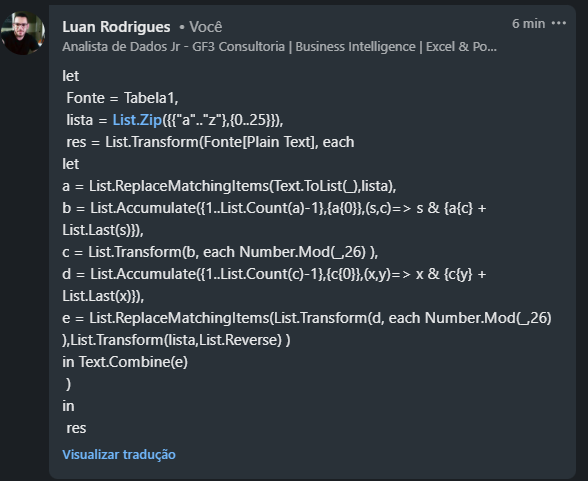 Luan Rodrigues • Você
6 min •••
Analista de Dados Jr - GF3 Consultoria | Business Intelligence | Excel & Po...
let
Fonte = Tabela1,
lista = List.Zip({{"a".."z"},{0..25}}),
res = List.Transform(Fonte[Plain Text], each
let
a = List.ReplaceMatchingItems(Text.ToList(_),lista),
b = List.Accumulate({1..List.Count(a)-1},{a{0}},(s,c)=> s & {a{c} +
List.Last(s)}),
c = List.Transform(b, each Number.Mod(_,26) ),
d = List.Accumulate({1..List.Count(c)-1},{c{0}},(x,y)=> x & {c{y} +
List.Last(x)}),
e = List.ReplaceMatchingItems(List.Transform(d, each Number.Mod(_,26)
),List.Transform(lista,List.Reverse) )
in Text.Combine(e)
)
in
res
Visualizar tradução